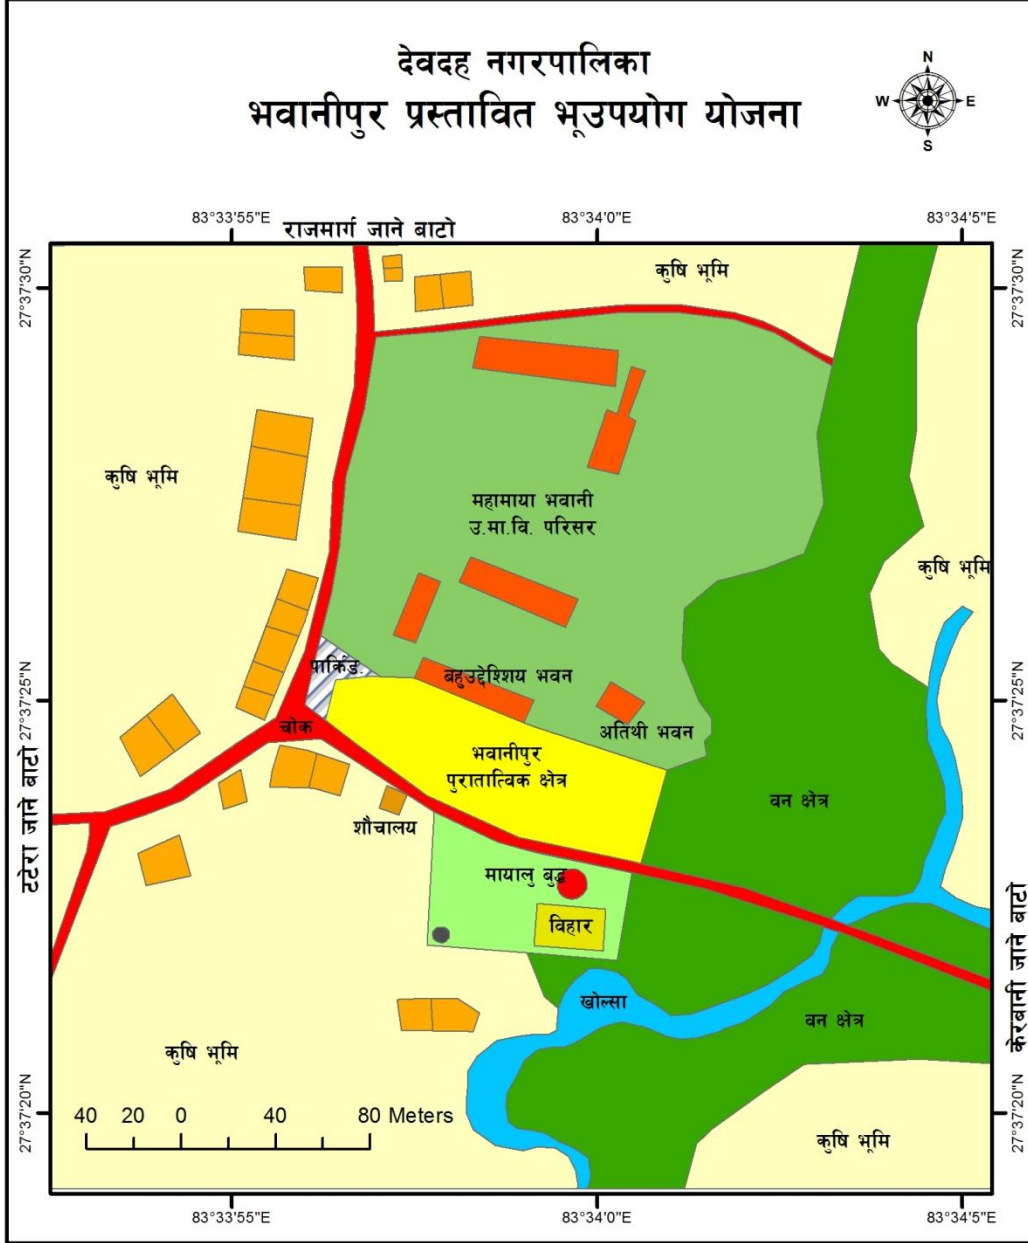 देवदह नगरपालिका
भवानीपुर प्रस्तावित भूउपयोग योजना
N
W E
S
83°33'55"E 83°34'0"E 83°34'5"E
राजमार्ग जाने बाटो
27°37'30"N
27°37'30"N
कृषि भूमि
कृषि भूमि
महामाया भवानी
उ.मा.वि. परिसर
कृषि भूमि
पार्किङ.
बहुउद्देश्शिय भवन
27°37'25"N
27°37'25"N
चोक
अतिथी भवन
भवानीपुर
पुरातात्विक क्षेत्र
वन क्षेत्र
टटेरा जाने बाटो
शौचालय
मायालु बुद्ध
विहार
केरबानी जाने बाटो
खोल्सा
वन क्षेत्र
कृषि भूमि
40 20 0 40 80 Meters
27°37'20"N
27°37'20"N
कृषि भूमि
83°33'55"E 83°34'0"E 83°34'5"E